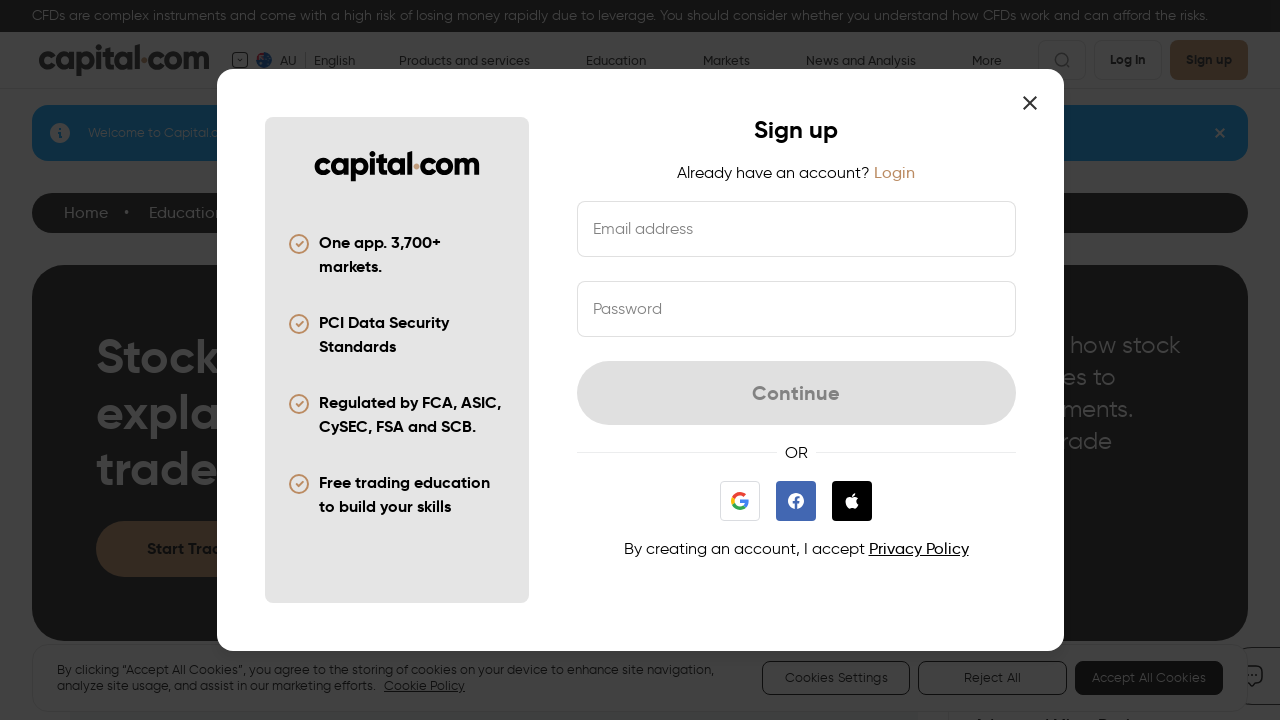 CFDs are complex instruments and come with a high risk of losing money rapidly due to leverage. You should consider whether you understand how CFDs work and can afford the risks.
capital.com AU English Products and services Education Markets News and Analysis More Log In Sign up
Welcome to Capital.c
Home • Education
Stock
expla
trade
Start Trad
how stock
es to
ments.
rade
capital.com
One app. 3,700+
markets.
PCI Data Security
Standards
Regulated by FCA, ASIC,
CySEC, FSA and SCB.
Free trading education
to build your skills
Sign up
Already have an account? Login
Email address
Password
Continue
OR
By creating an account, I accept Privacy Policy
By clicking “Accept All Cookies”, you agree to the storing of cookies on your device to enhance site navigation,
analyze site usage, and assist in our marketing efforts. Cookie Policy
Cookies Settings
Reject All
Accept All Cookies